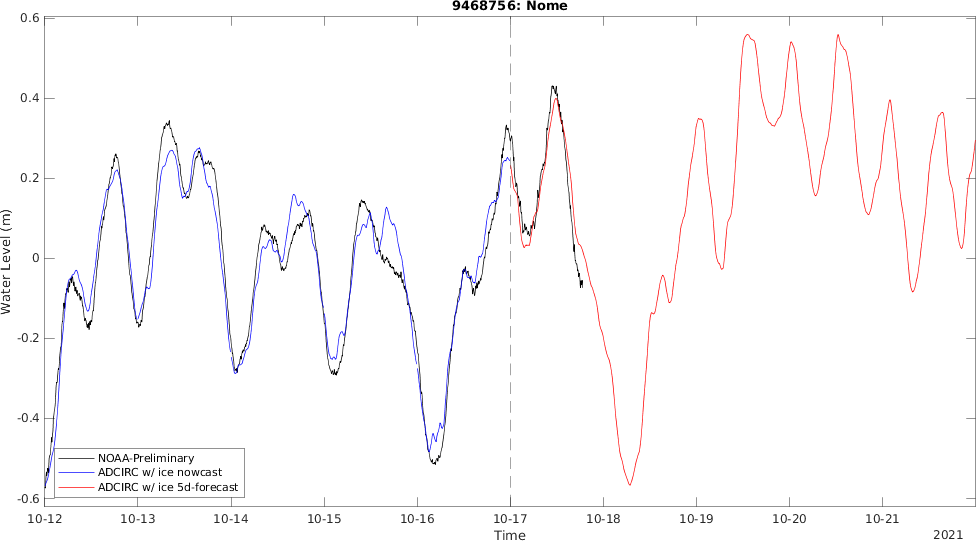 9468756: Nome
0.6
0.4
0.2
0
-0.2
-0.4
-0.6
Water Level (m)
NOAA-Preliminary
ADCIRC w/ ice nowcast
ADCIRC w/ ice 5d-forecast
10-12 10-13 10-14 10-15 10-16 10-17 10-18 10-19 10-20 10-21
Time
2021